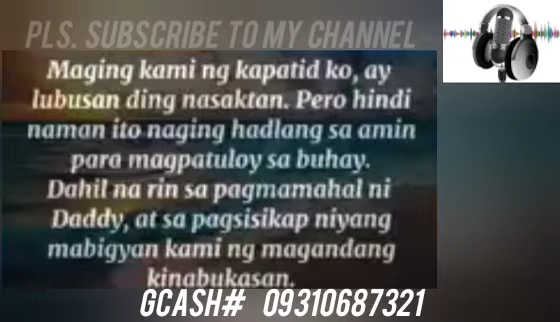 PLS. SUBSCRIBE TO MY CHANNEL
Maging kami ng kapatid ko, ay
lubusan ding nasaktan. Pero hindi
naman ito naging hadlang sa amin
para magpatuloy sa buhay.
Dahil na rin sa pagmamahal ni
Daddy, at sa pagsisikap niyang
mabigyan kami ng magandang
kinabukasan.
GCASH# 09310687321